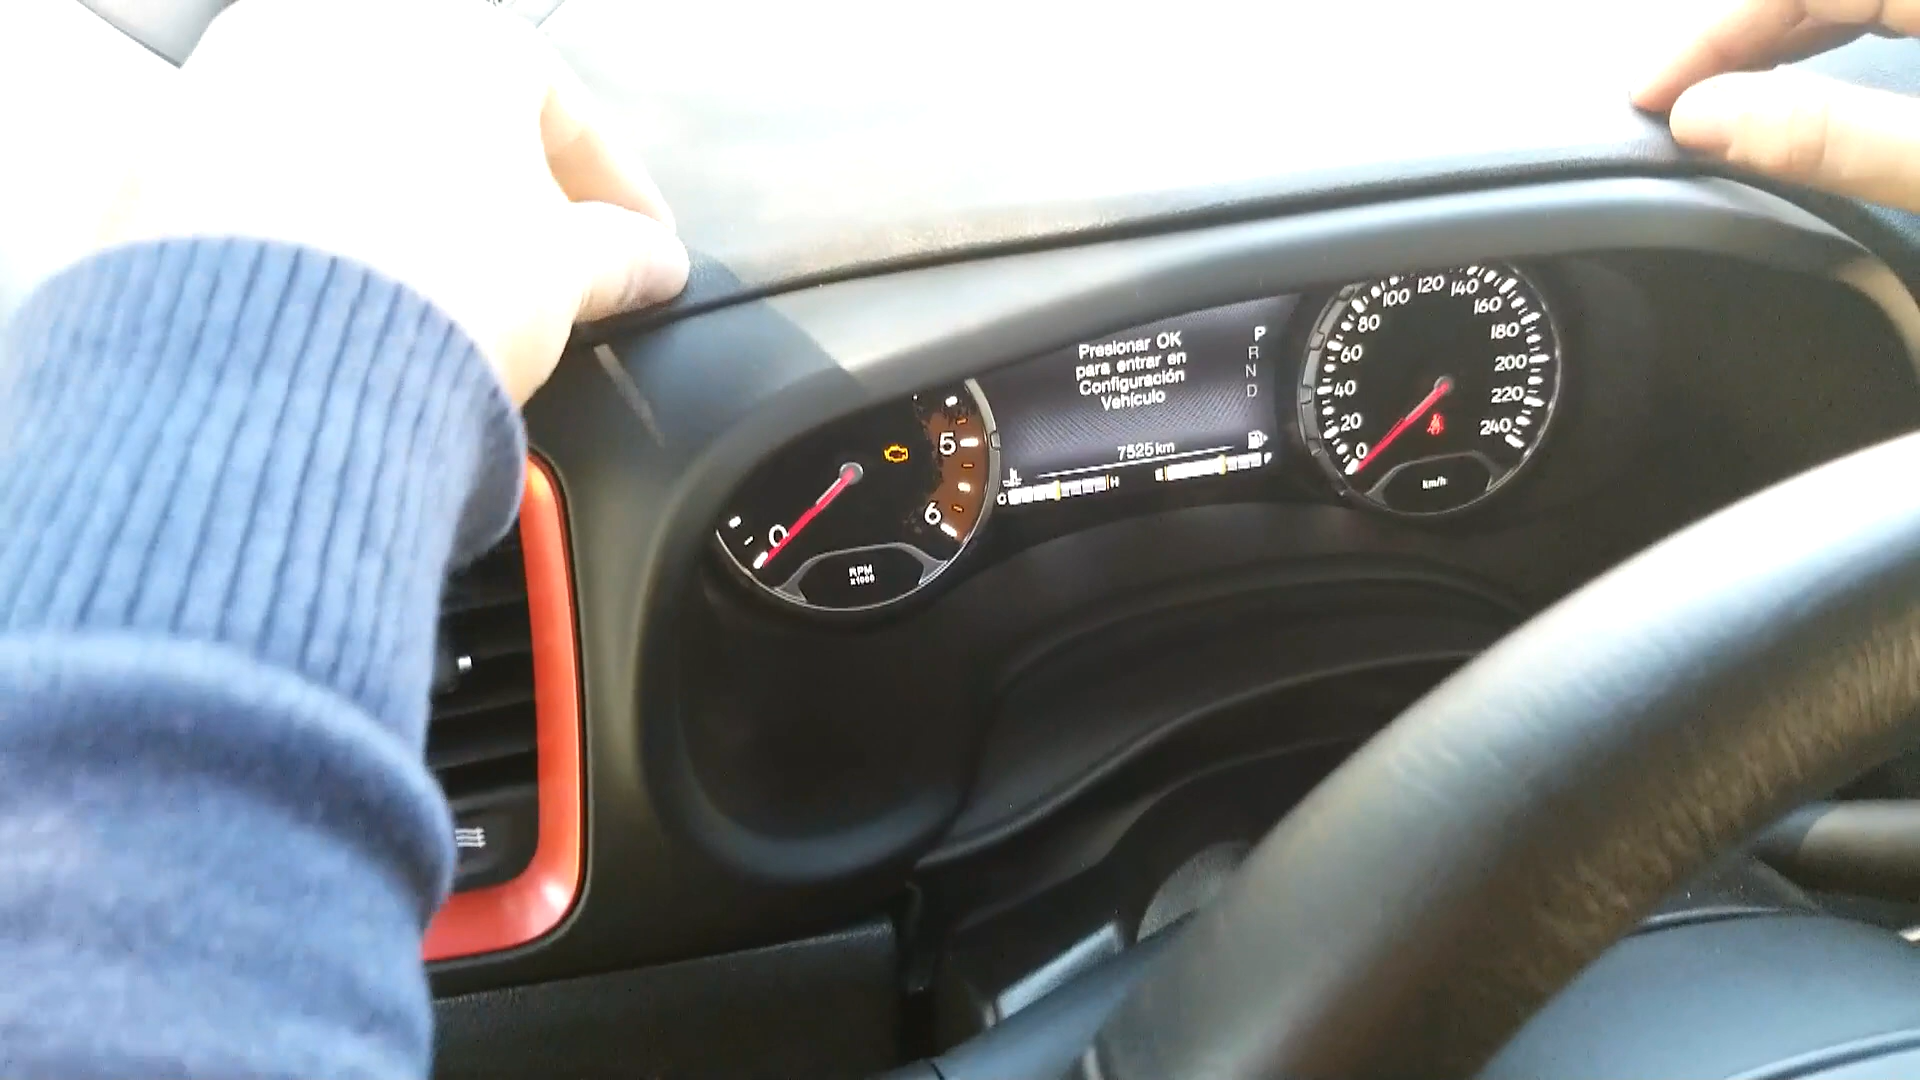 Presionar OK
para entrar en
Configuración
Vehículo
P
R
N
D
7525 km
C
H
E
F
0
5
6
RPM
x1000
0
20
40
60
80
100
120
140
160
180
200
220
240
km/h